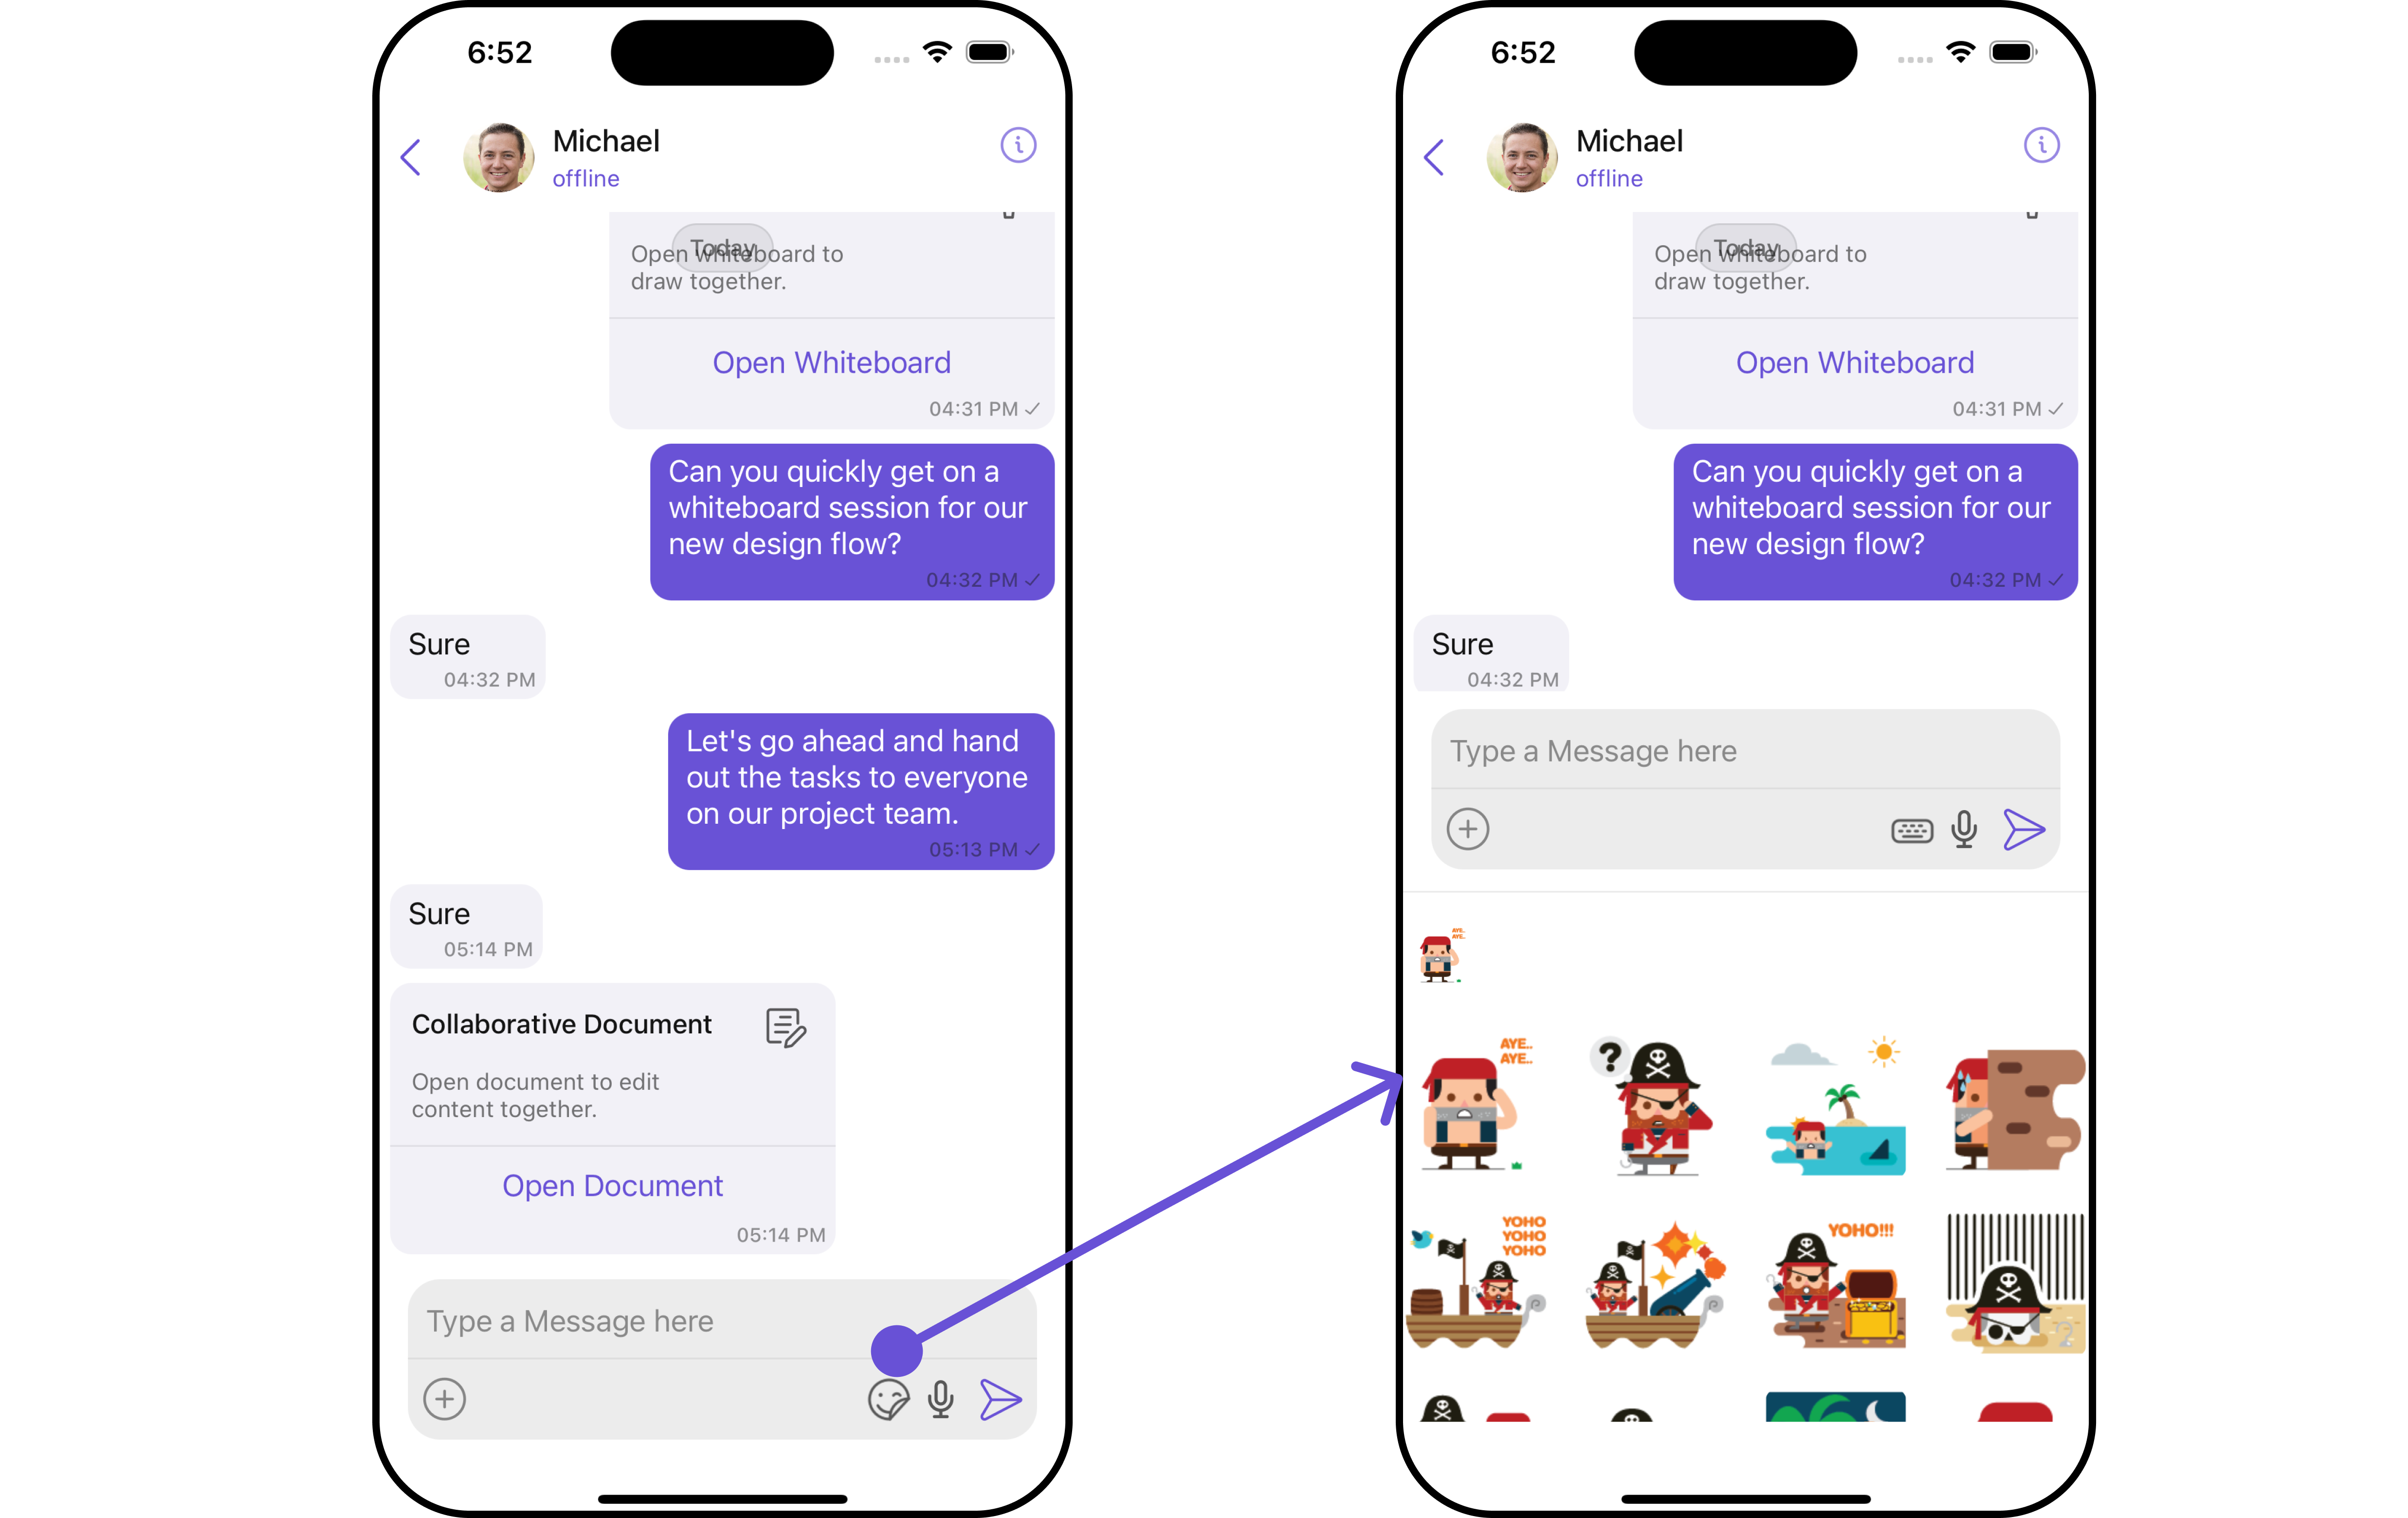 6:52
Michael
offline
Today
Open whiteboard to
draw together.
Open Whiteboard
04:31 PM
Can you quickly get on a
whiteboard session for our
new design flow?
04:32 PM
Sure
04:32 PM
Let's go ahead and hand
out the tasks to everyone
on our project team.
05:13 PM
Sure
05:14 PM
Collaborative Document
Open document to edit
content together.
Open Document
05:14 PM
Type a Message here
6:52
Michael
offline
Today
Open whiteboard to
draw together.
Open Whiteboard
04:31 PM
Can you quickly get on a
whiteboard session for our
new design flow?
04:32 PM
Sure
04:32 PM
Type a Message here
AYE..
AYE..
AYE..
AYE..
?
YOHO
YOHO
YOHO
YOHO!!!